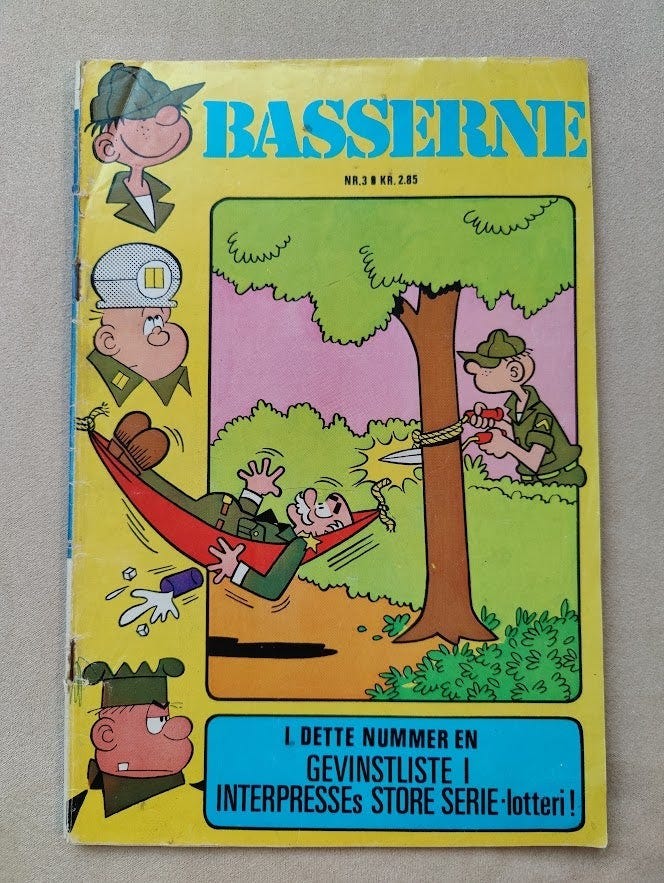 BASSERNE
NR.3 KR. 2.85
I DETTE NUMMER EN
GEVINSTLISTE I
INTERPRESSEs STORE SERIE-lotteri!